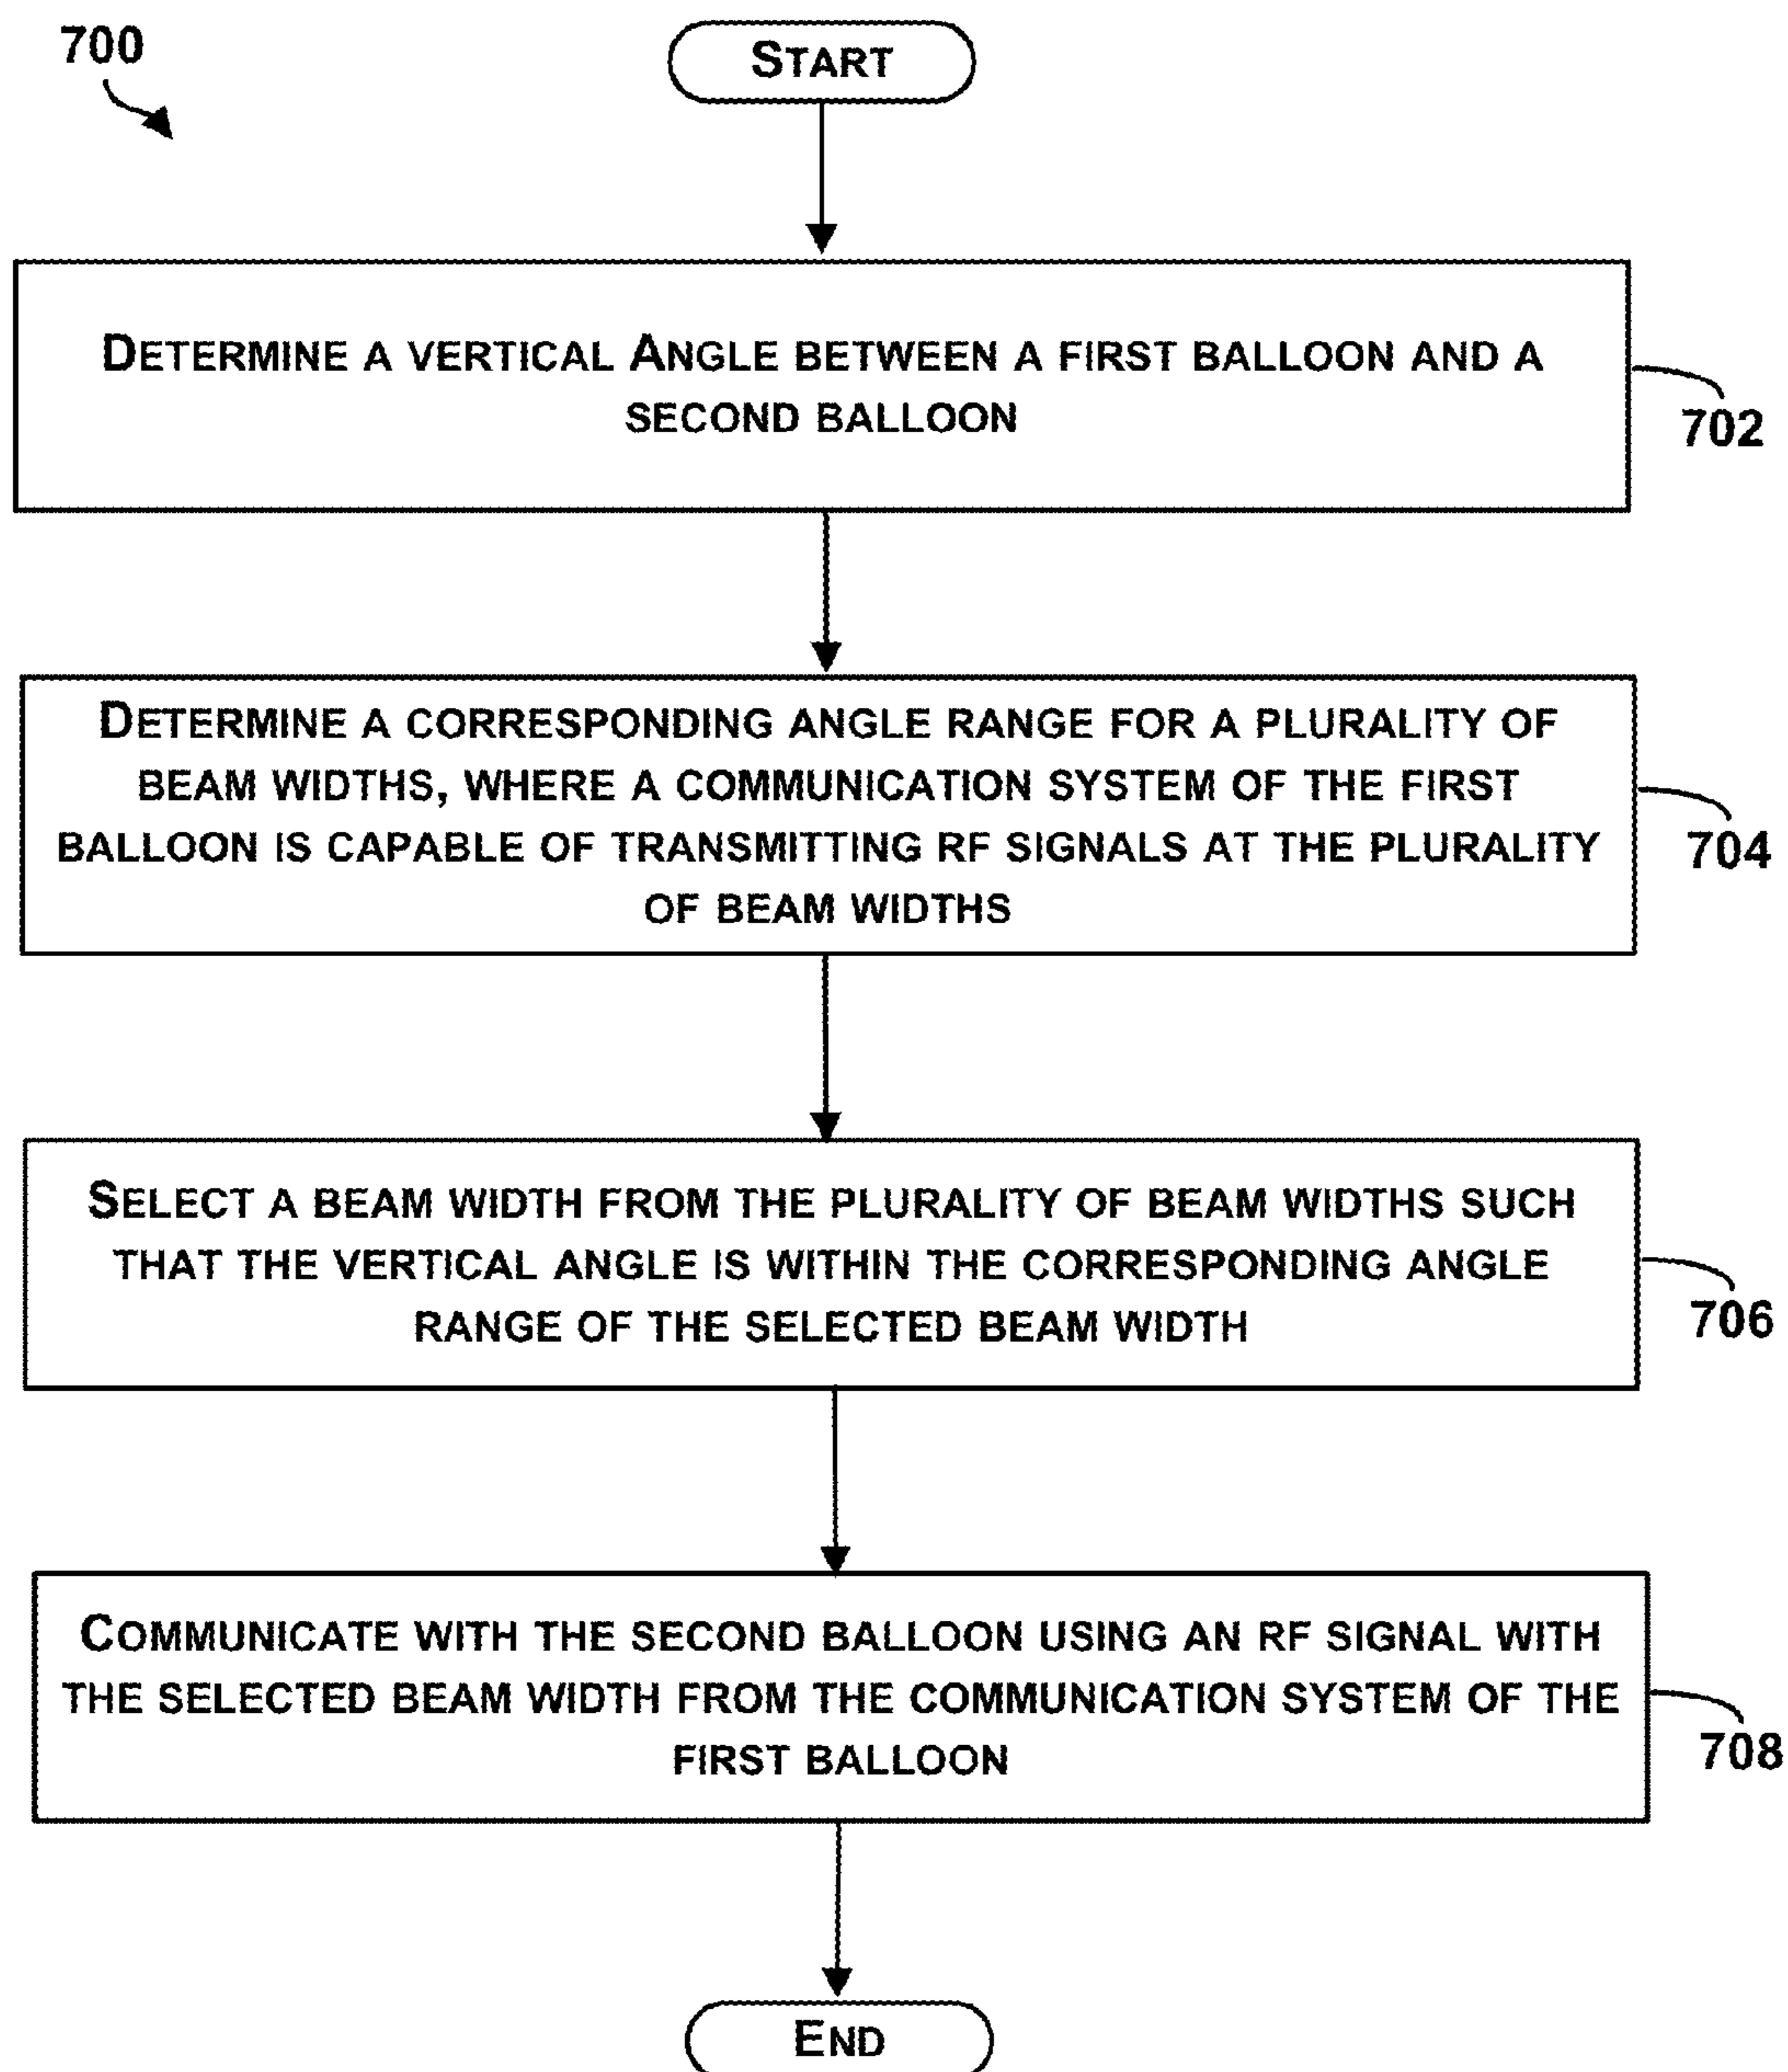 700
START
DETERMINE A VERTICAL ANGLE BETWEEN A FIRST BALLOON AND A
SECOND BALLOON
702
DETERMINE A CORRESPONDING ANGLE RANGE FOR A PLURALITY OF
BEAM WIDTHS, WHERE A COMMUNICATION SYSTEM OF THE FIRST
BALLOON IS CAPABLE OF TRANSMITTING RF SIGNALS AT THE PLURALITY
OF BEAM WIDTHS
704
SELECT A BEAM WIDTH FROM THE PLURALITY OF BEAM WIDTHS SUCH
THAT THE VERTICAL ANGLE IS WITHIN THE CORRESPONDING ANGLE
RANGE OF THE SELECTED BEAM WIDTH
706
COMMUNICATE WITH THE SECOND BALLOON USING AN RF SIGNAL WITH
THE SELECTED BEAM WIDTH FROM THE COMMUNICATION SYSTEM OF THE
FIRST BALLOON
708
END